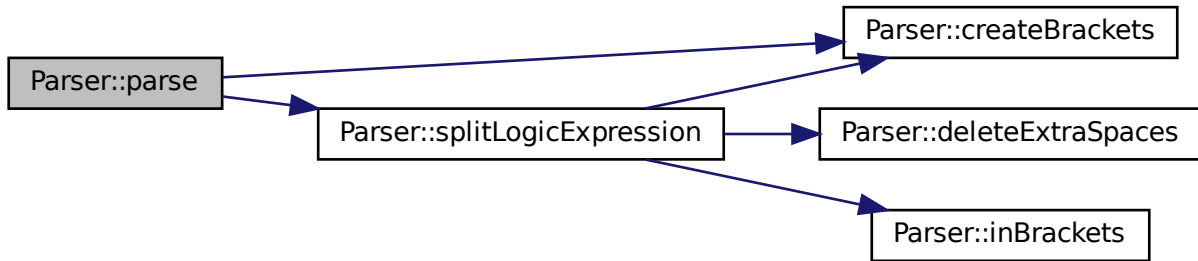 Parser::createBrackets
Parser::parse
Parser::splitLogicExpression
Parser::deleteExtraSpaces
Parser::inBrackets